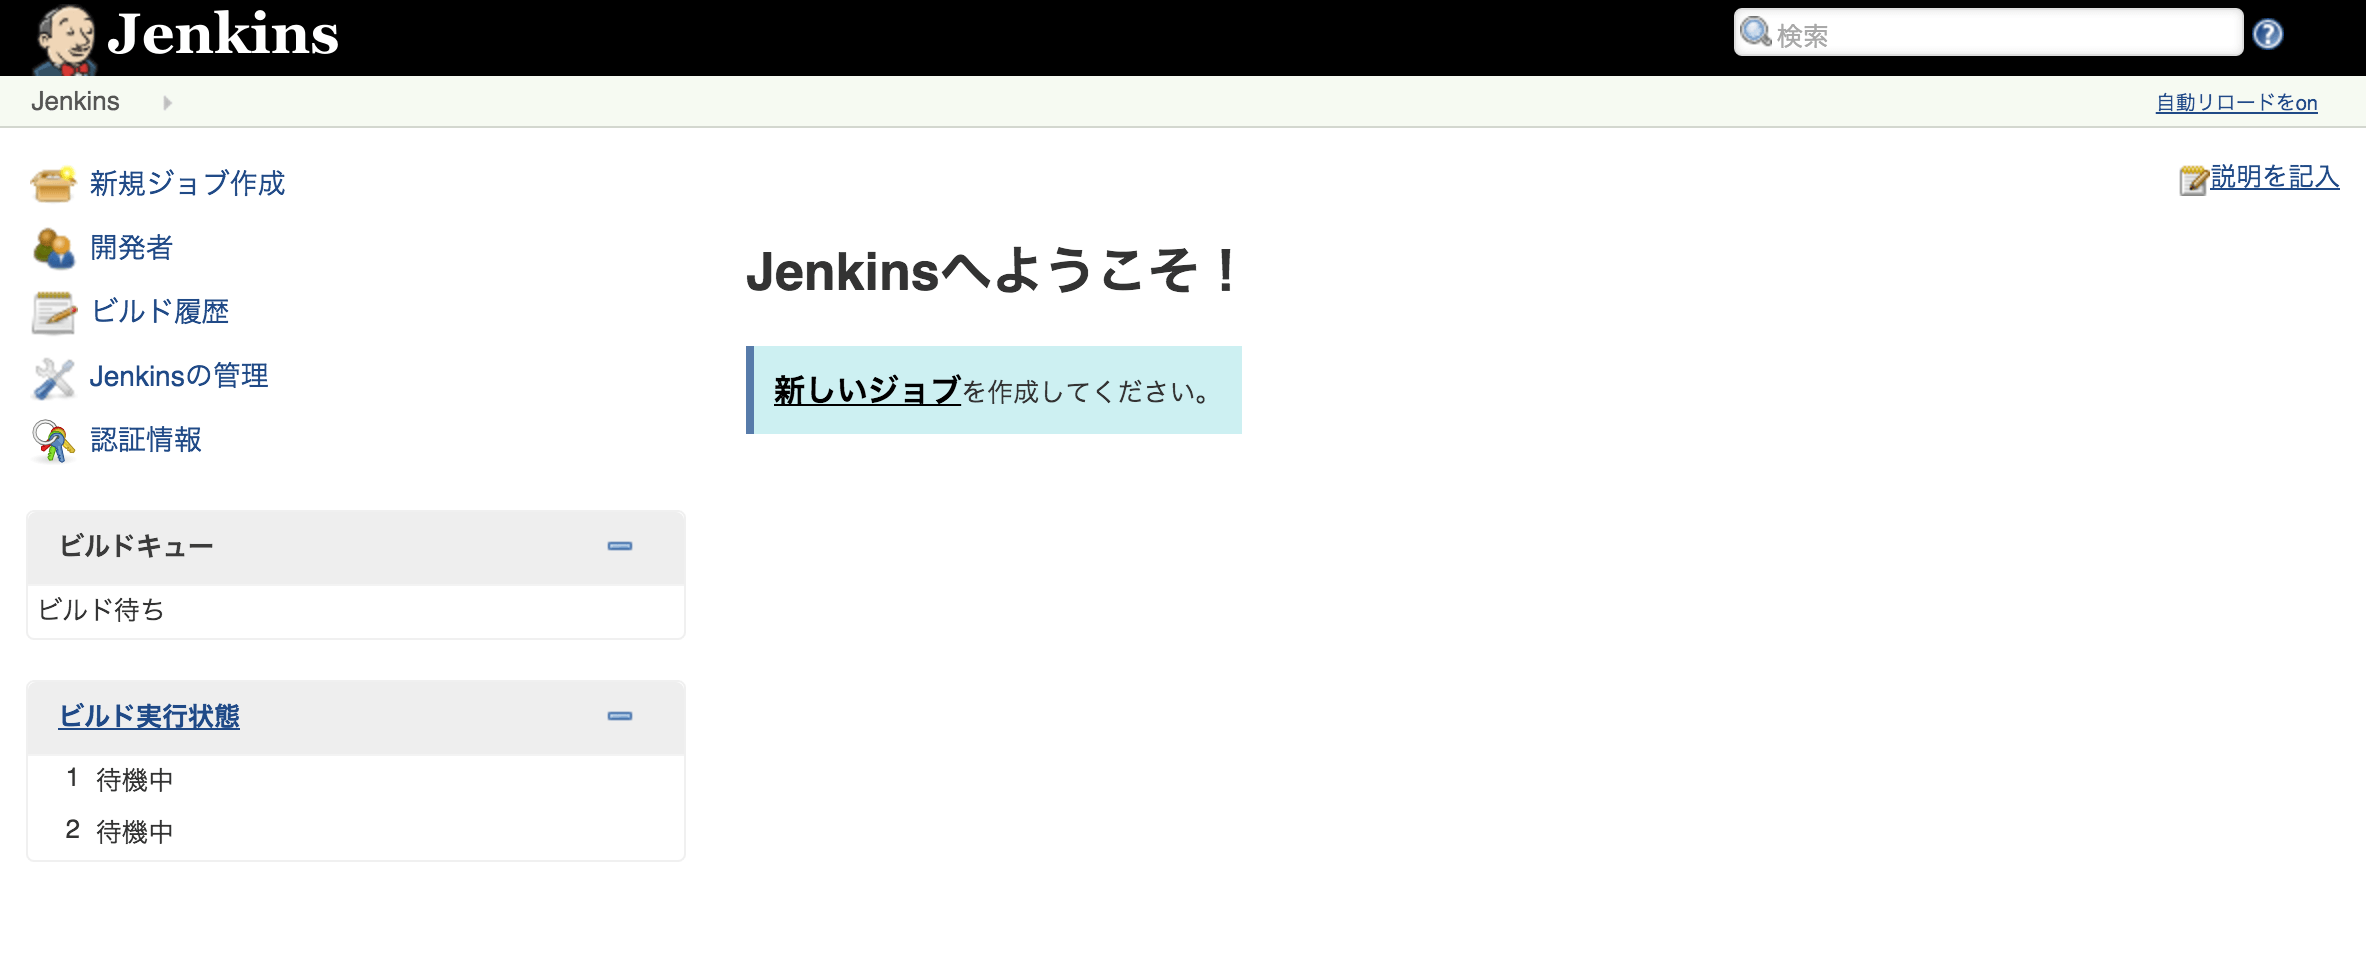 Jenkins
検索
Jenkins
自動リロードをon
新規ジョブ作成
開発者
ビルド履歴
Jenkinsの管理
認証情報
ビルドキュー
ビルド待ち
ビルド実行状態
1 待機中
2 待機中
説明を記入
Jenkinsへようこそ！
新しいジョブを作成してください。